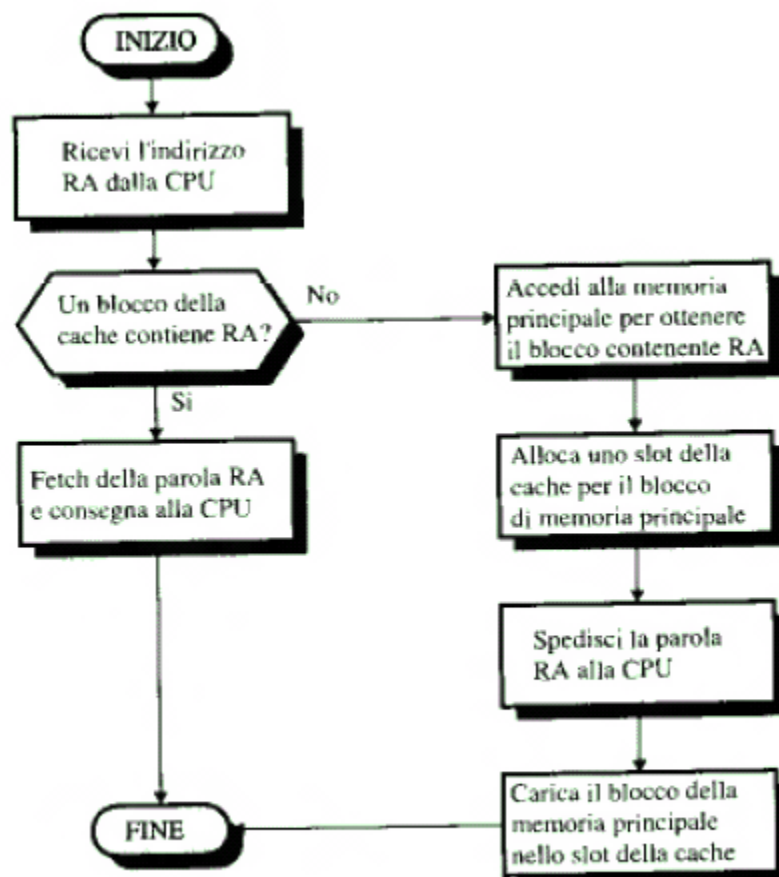 INIZIO
Ricevi l'indirizzo
RA dalla CPU
Un blocco della
cache contiene RA?
No
Si
Fetch della parola RA
e consegna alla CPU
Accedi alla memoria
principale per ottenere
il blocco contenente RA
Alloca uno slot della
cache per il blocco
di memoria principale
Spedisci la parola
RA alla CPU
Carica il blocco della
memoria principale
nello slot della cache
FINE